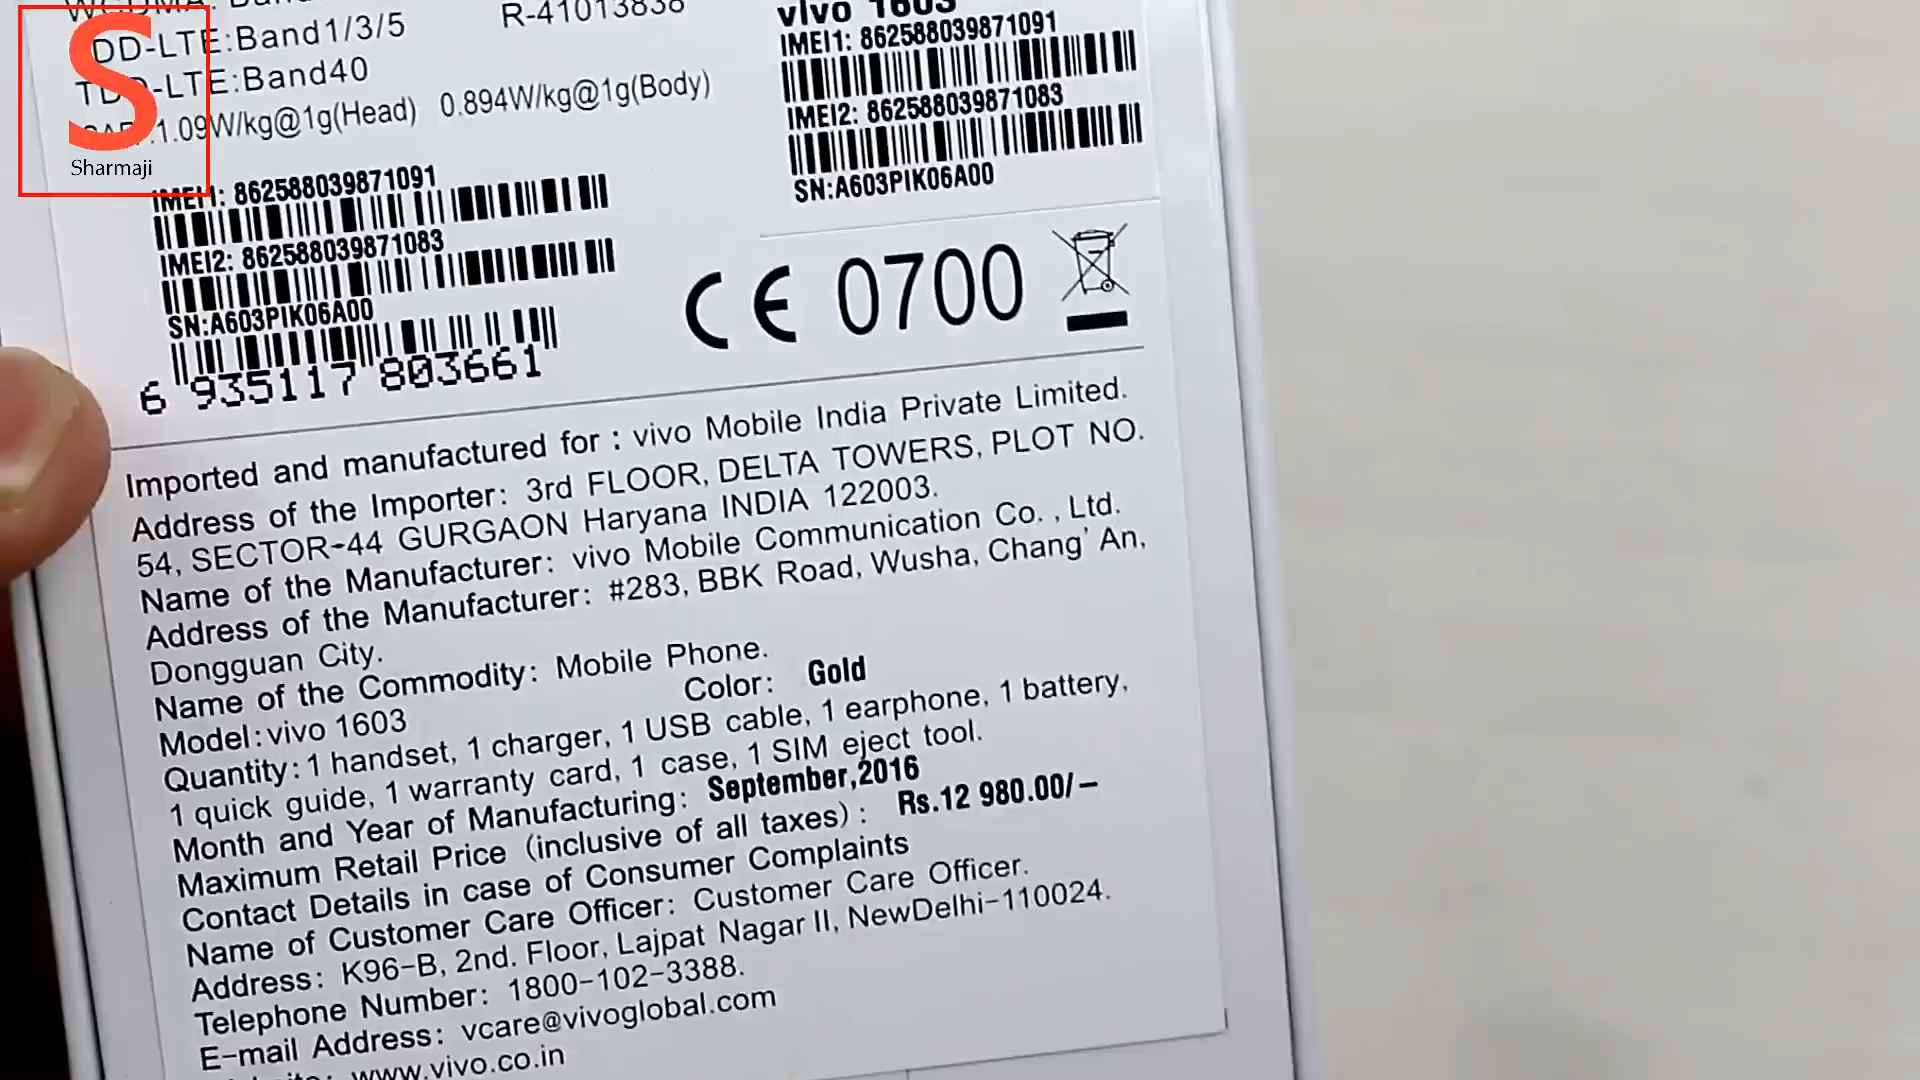 R-41013838
DD-LTE:Band1/3/5
TDD-LTE:Band40
1.09W/kg@1g(Head) 0.894W/kg@1g(Body)
S
Sharmaji
IMEI1: 862588039871091
IMEI2: 862588039871083
SN:A603PIK06A00
6 935117 803661
vivo 1603
IMEI1: 862588039871091
IMEI2: 862588039871083
SN:A603PIK06A00
CE 0700
Imported and manufactured for : vivo Mobile India Private Limited.
Address of the Importer: 3rd FLOOR, DELTA TOWERS, PLOT NO.
54, SECTOR-44 GURGAON Haryana INDIA 122003.
Name of the Manufacturer: vivo Mobile Communication Co. , Ltd.
Address of the Manufacturer: #283, BBK Road, Wusha, Chang' An,
Dongguan City.
Name of the Commodity: Mobile Phone.
Model:vivo 1603 Color: Gold
Quantity:1 handset, 1 charger, 1 USB cable, 1 earphone, 1 battery,
1 quick guide, 1 warranty card, 1 case, 1 SIM eject tool.
Month and Year of Manufacturing: September,2016
Maximum Retail Price (inclusive of all taxes) : Rs.12 980.00/-
Contact Details in case of Consumer Complaints
Name of Customer Care Officer: Customer Care Officer.
Address: K96-B, 2nd. Floor, Lajpat Nagar II, NewDelhi-110024.
Telephone Number: 1800-102-3388.
E-mail Address: vcare@vivoglobal.com
www.vivo.co.in